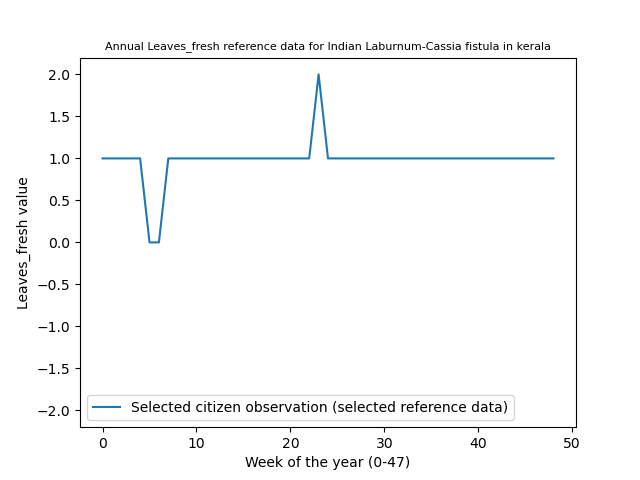 Annual Leaves_fresh reference data for Indian Laburnum-Cassia fistula in kerala
2.0
1.5
1.0
0.5
0.0
−0.5
−1.0
−1.5
−2.0
Leaves_fresh value
Selected citizen observation (selected reference data)
0 10 20 30 40 50
Week of the year (0-47)